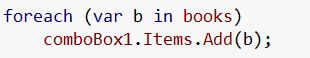 foreach (var b in books)
    comboBox1.Items.Add(b);